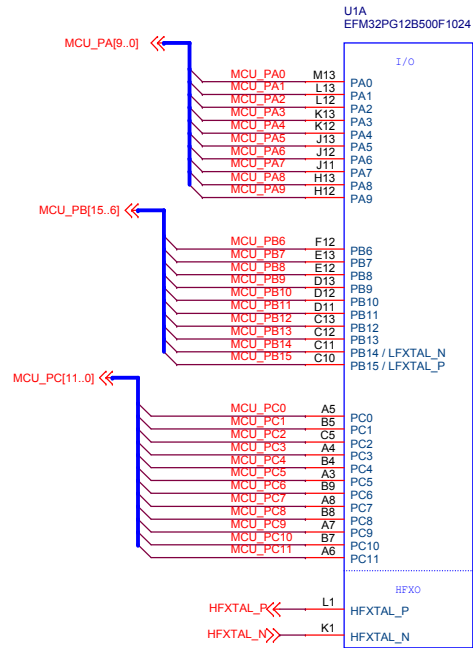 U1A
EFM32PG12B500F1024
I/O
MCU_PA[9..0]
MCU_PA0 M13 PA0
MCU_PA1 L13 PA1
MCU_PA2 L12 PA2
MCU_PA3 K13 PA3
MCU_PA4 K12 PA4
MCU_PA5 J13 PA5
MCU_PA6 J12 PA6
MCU_PA7 J11 PA7
MCU_PA8 H13 PA8
MCU_PA9 H12 PA9
MCU_PB[15..6]
MCU_PB6 F12 PB6
MCU_PB7 E13 PB7
MCU_PB8 E12 PB8
MCU_PB9 D13 PB9
MCU_PB10 D12 PB10
MCU_PB11 D11 PB11
MCU_PB12 C13 PB12
MCU_PB13 C12 PB13
MCU_PB14 C11 PB14 / LFXTAL_N
MCU_PB15 C10 PB15 / LFXTAL_P
MCU_PC[11..0]
MCU_PC0 A5 PC0
MCU_PC1 B5 PC1
MCU_PC2 C5 PC2
MCU_PC3 A4 PC3
MCU_PC4 B4 PC4
MCU_PC5 A3 PC5
MCU_PC6 B9 PC6
MCU_PC7 A8 PC7
MCU_PC8 B8 PC8
MCU_PC9 A7 PC9
MCU_PC10 B7 PC10
MCU_PC11 A6 PC11
HFXO
HFXTAL_P L1 HFXTAL_P
HFXTAL_N K1 HFXTAL_N